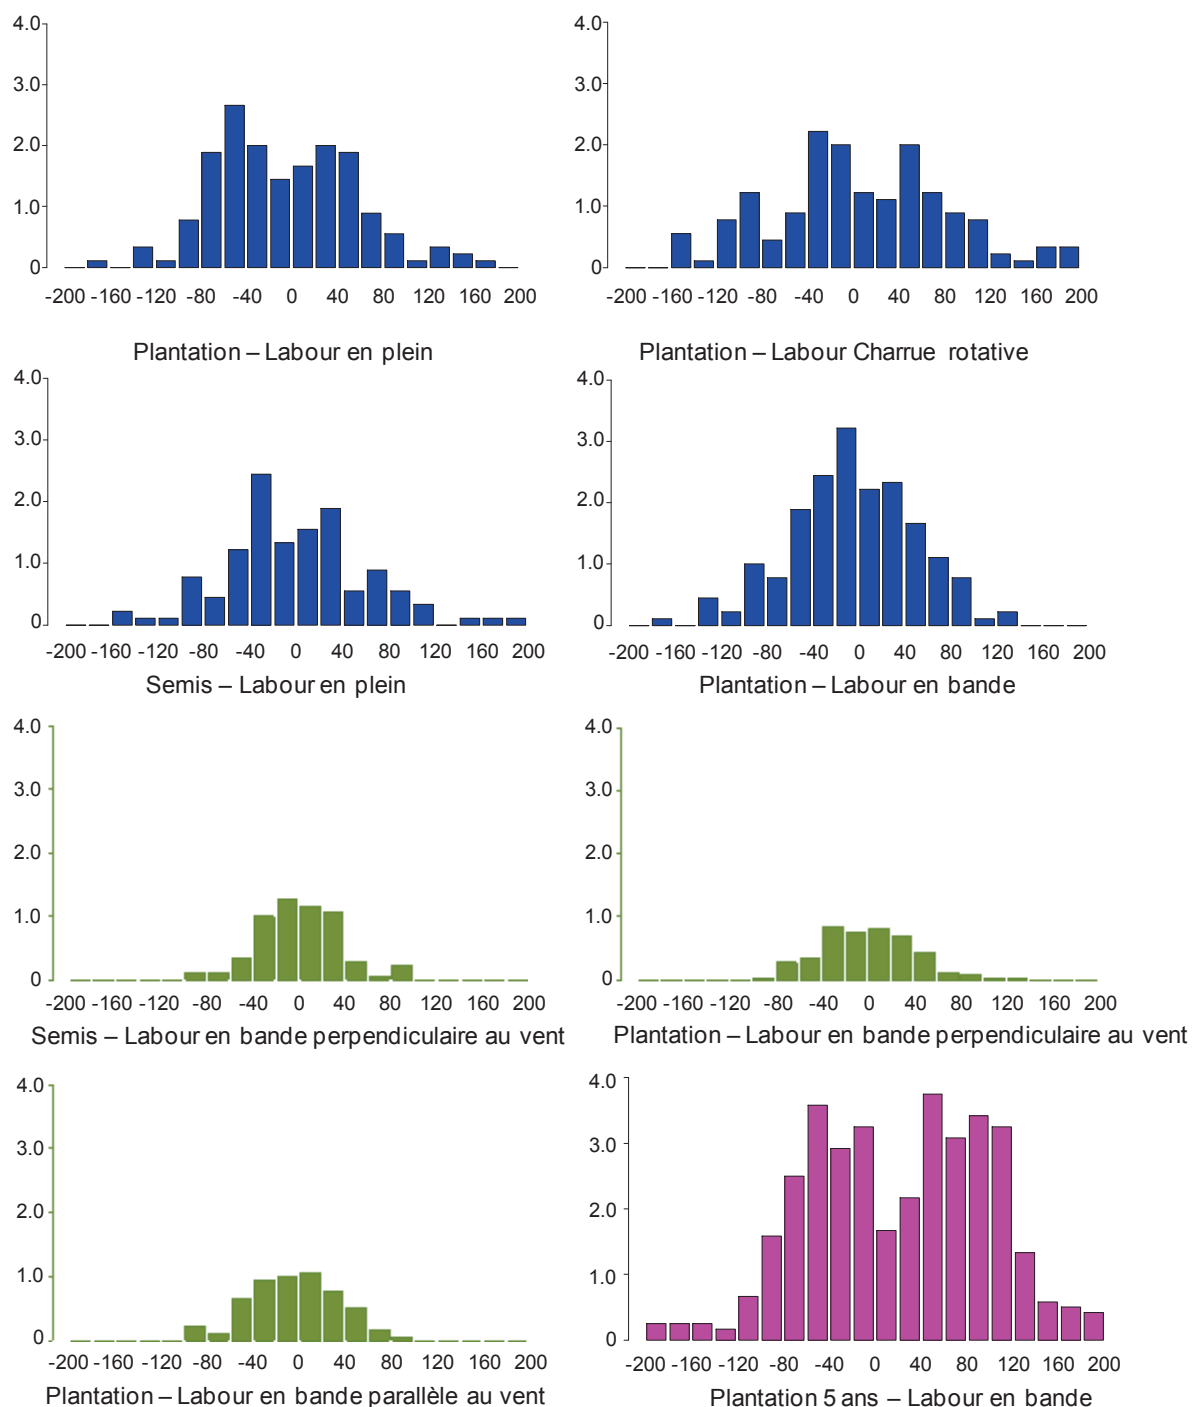 4.0
3.0
2.0
1.0
0
-200 -160 -120 -80 -40 0 40 80 120 160 200
Plantation – Labour en plein
4.0
3.0
2.0
1.0
0
-200 -160 -120 -80 -40 0 40 80 120 160 200
Plantation – Labour Charrue rotative
4.0
3.0
2.0
1.0
0
-200 -160 -120 -80 -40 0 40 80 120 160 200
Semis – Labour en plein
4.0
3.0
2.0
1.0
0
-200 -160 -120 -80 -40 0 40 80 120 160 200
Plantation – Labour en bande
4.0
3.0
2.0
1.0
0
-200 -160 -120 -80 -40 0 40 80 120 160 200
Semis – Labour en bande perpendiculaire au vent
4.0
3.0
2.0
1.0
0
-200 -160 -120 -80 -40 0 40 80 120 160 200
Plantation – Labour en bande perpendiculaire au vent
4.0
3.0
2.0
1.0
0
-200 -160 -120 -80 -40 0 40 80 120 160 200
Plantation – Labour en bande parallèle au vent
4.0
3.0
2.0
1.0
0
-200 -160 -120 -80 -40 0 40 80 120 160 200
Plantation 5 ans – Labour en bande